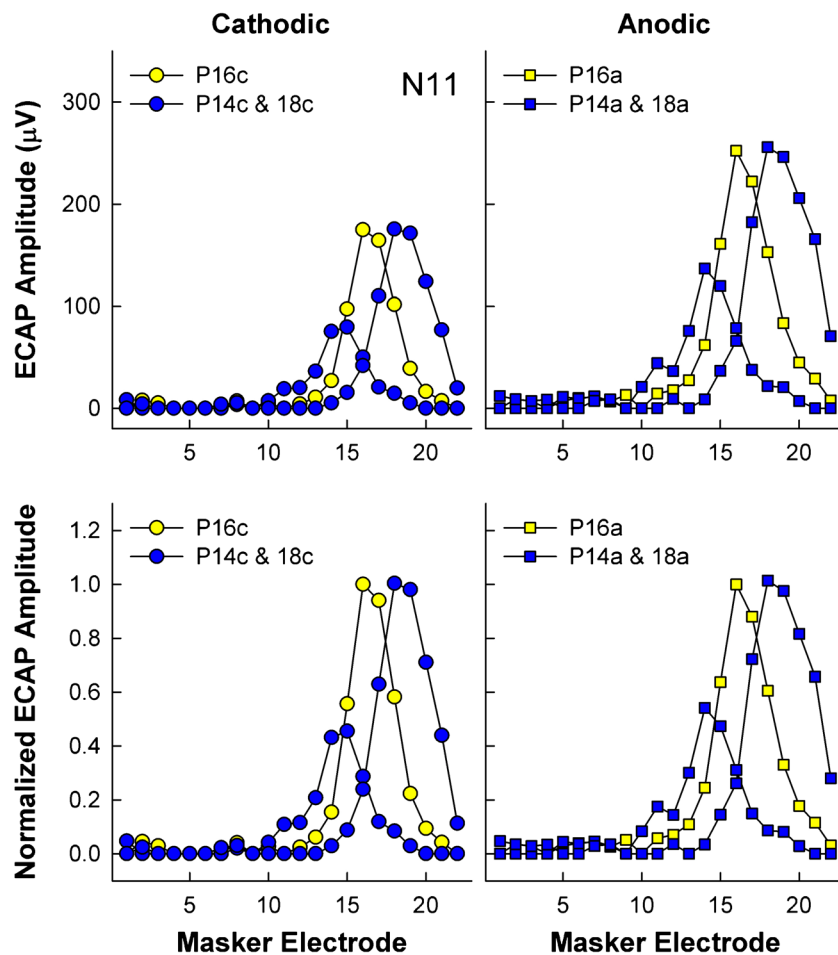 Cathodic
Anodic
P16c
P14c & 18c
N11
P16a
P14a & 18a
ECAP Amplitude (μV)
300
200
100
0
5 10 15 20
5 10 15 20
P16c
P14c & 18c
P16a
P14a & 18a
Normalized ECAP Amplitude
1.2
1.0
0.8
0.6
0.4
0.2
0.0
5 10 15 20
5 10 15 20
Masker Electrode
Masker Electrode